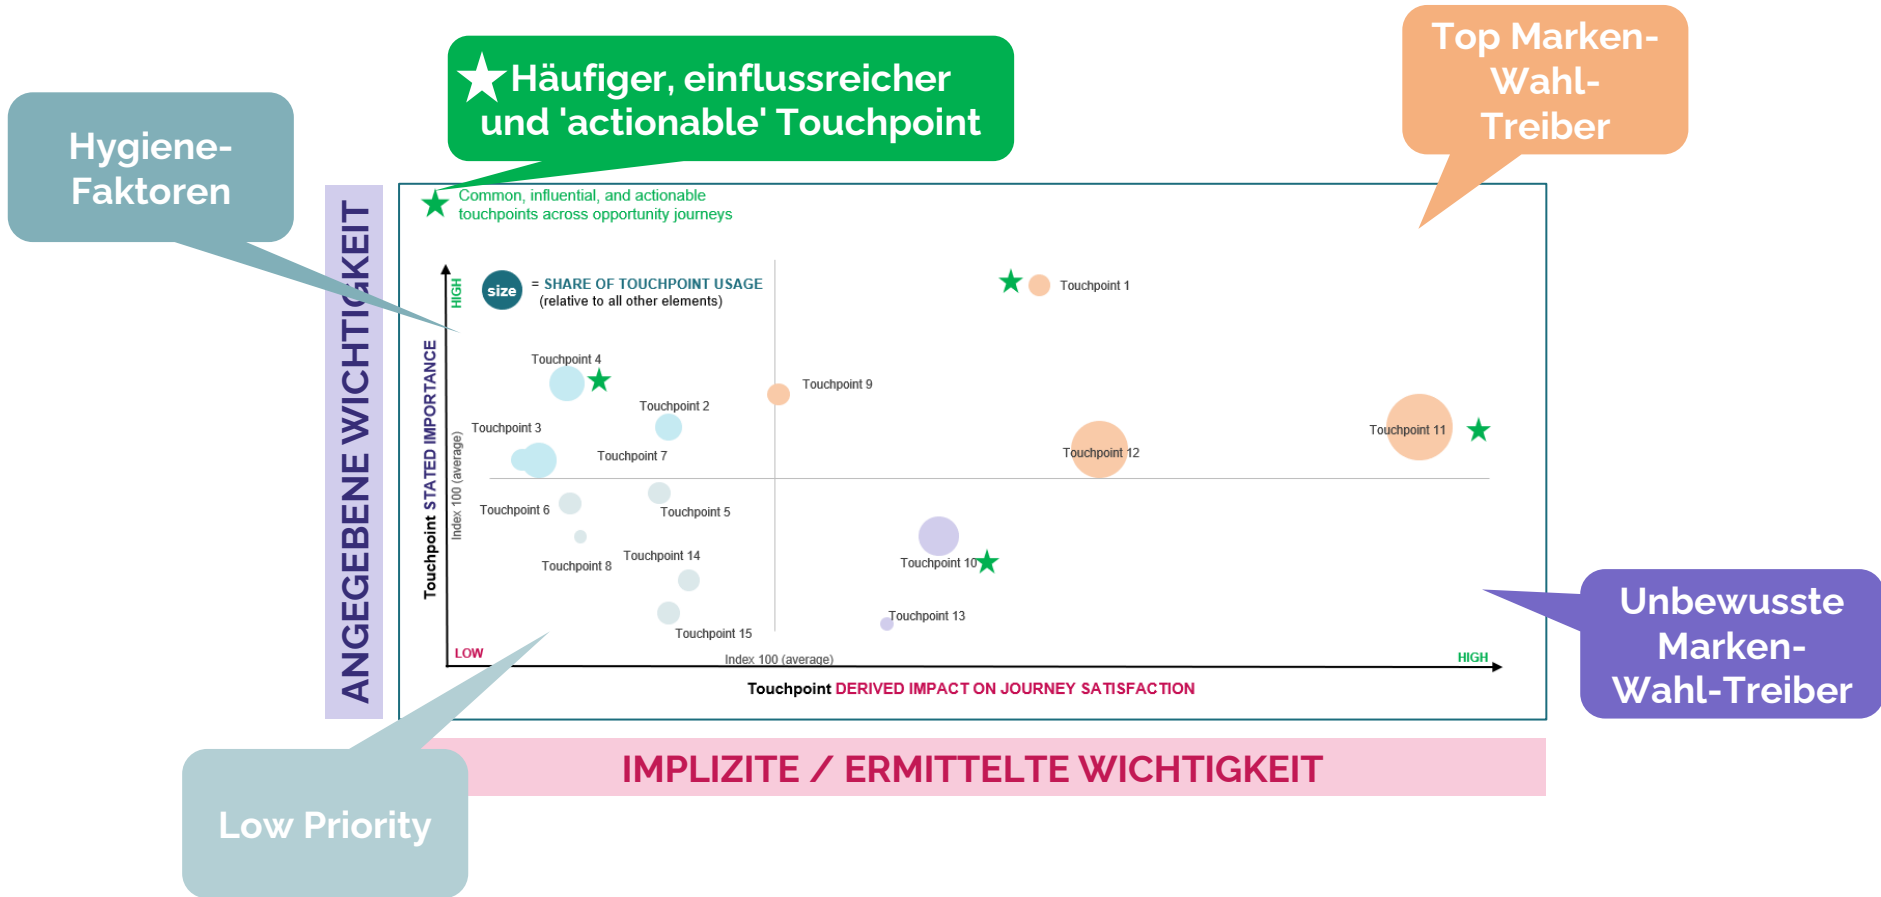 Top Marken-
Wahl-
Treiber
Häufiger, einflussreicher
und 'actionable' Touchpoint
Hygiene-
Faktoren
Common, influential, and actionable
touchpoints across opportunity journeys
ANGEGEBENE WICHTIGKEIT
HIGH
size
= SHARE OF TOUCHPOINT USAGE
(relative to all other elements)
Touchpoint 1
Touchpoint STATED IMPORTANCE
Index 100 (average)
Touchpoint 4
Touchpoint 9
Touchpoint 2
Touchpoint 3
Touchpoint 11
Touchpoint 7
Touchpoint 12
Touchpoint 6
Touchpoint 5
Touchpoint 14
Touchpoint 8
Touchpoint 10
Touchpoint 13
Touchpoint 15
LOW
Index 100 (average)
HIGH
Touchpoint DERIVED IMPACT ON JOURNEY SATISFACTION
Unbewusste
Marken-
Wahl-Treiber
IMPLIZITE / ERMITTELTE WICHTIGKEIT
Low Priority